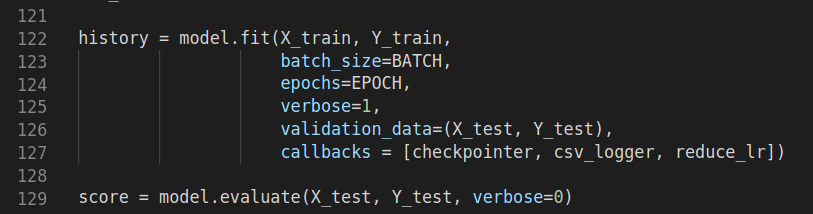 121
122 history = model.fit(X_train, Y_train,
123 batch_size=BATCH,
124 epochs=EPOCH,
125 verbose=1,
126 validation_data=(X_test, Y_test),
127 callbacks = [checkpointer, csv_logger, reduce_lr])
128
129 score = model.evaluate(X_test, Y_test, verbose=0)